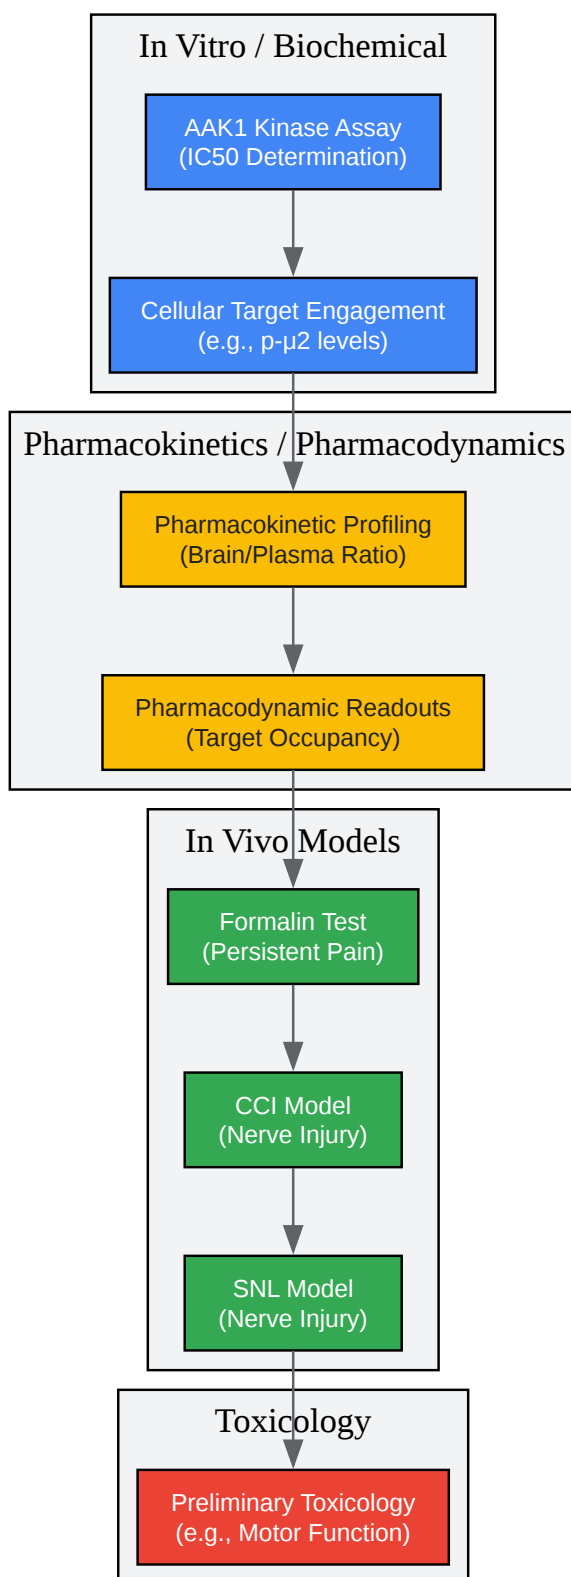 In Vitro / Biochemical
AAK1 Kinase Assay
(IC50 Determination)
Cellular Target Engagement
(e.g., p-μ2 levels)
Pharmacokinetics / Pharmacodynamics
Pharmacokinetic Profiling
(Brain/Plasma Ratio)
Pharmacodynamic Readouts
(Target Occupancy)
In Vivo Models
Formalin Test
(Persistent Pain)
CCI Model
(Nerve Injury)
SNL Model
(Nerve Injury)
Toxicology
Preliminary Toxicology
(e.g., Motor Function)